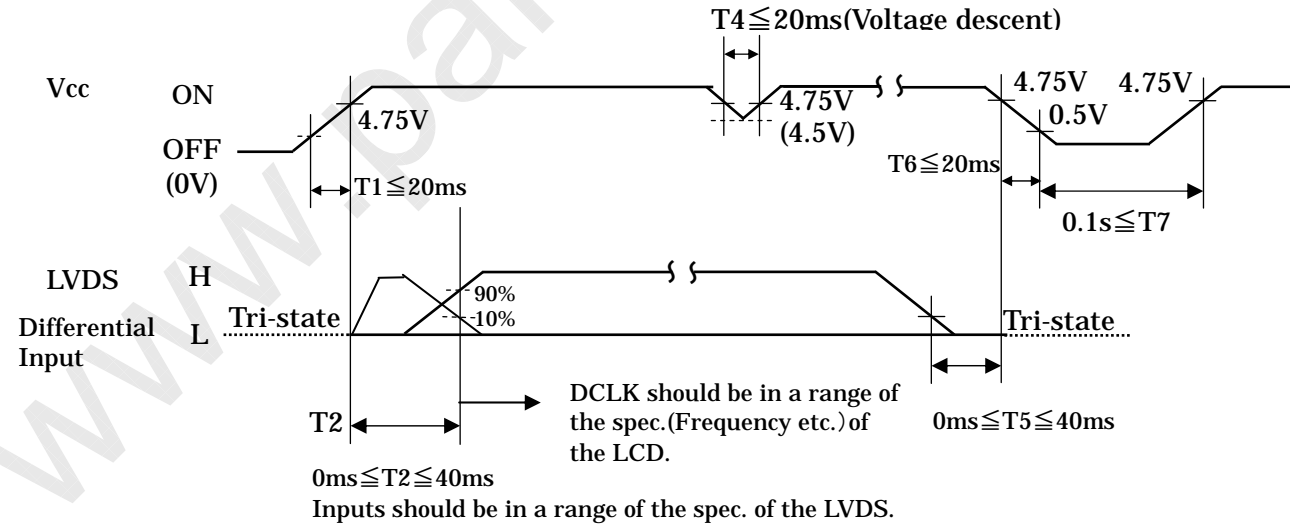 T4≦20ms(Voltage descent)
Vcc ON
4.75V
4.75V
(4.5V)
4.75V 4.75V
0.5V
OFF
(0V)
T1≦20ms
T6≦20ms
0.1s≦T7
LVDS H
90%
10%
Differential
Input
L
Tri-state
Tri-state
T2
DCLK should be in a range of
the spec.(Frequency etc.)of
the LCD.
0ms≦T5≦40ms
0ms≦T2≦40ms
Inputs should be in a range of the spec. of the LVDS.
www.pa